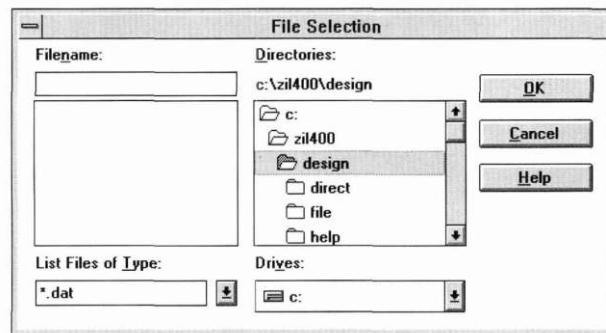 File Selection
Filename:
Directories:
c:\zil400\design
c:
zil400
design
direct
file
help
OK
Cancel
Help
List Files of Type:
*.dat
Drives:
c: